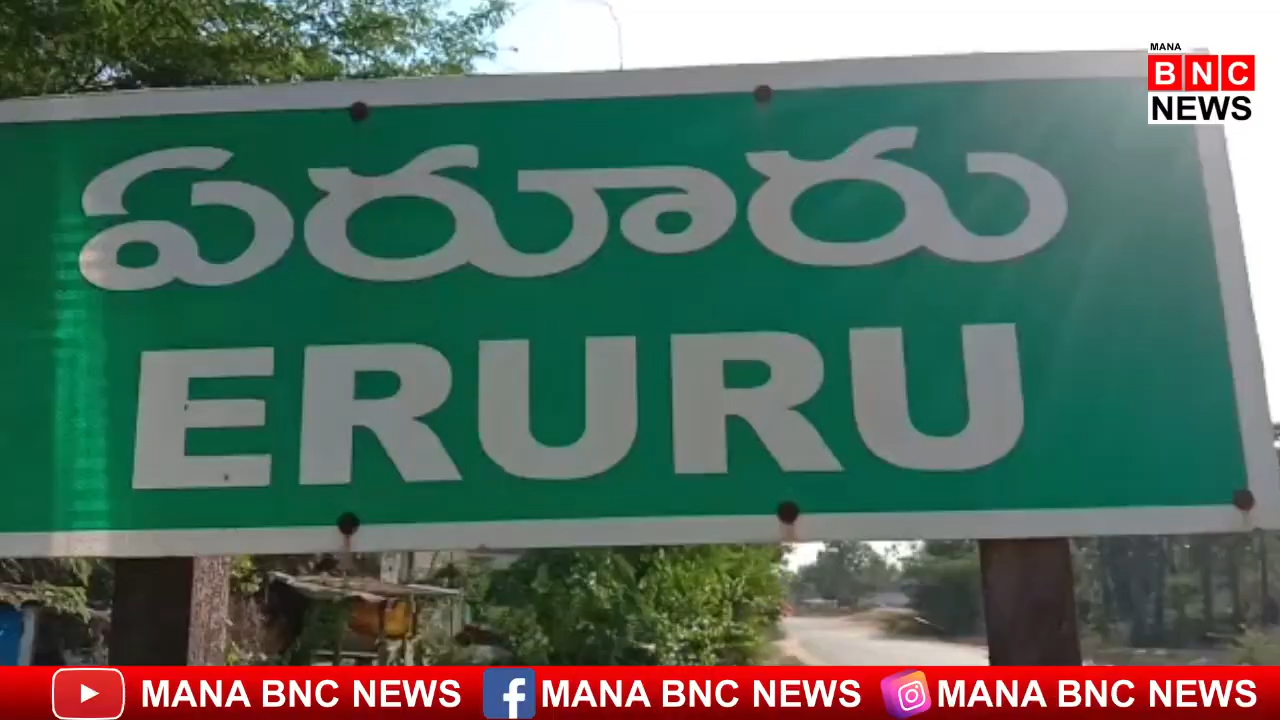 MANA
BNC
NEWS
ఏరూరు
ERURU
MANA BNC NEWS MANA BNC NEWS MANA BNC NEWS